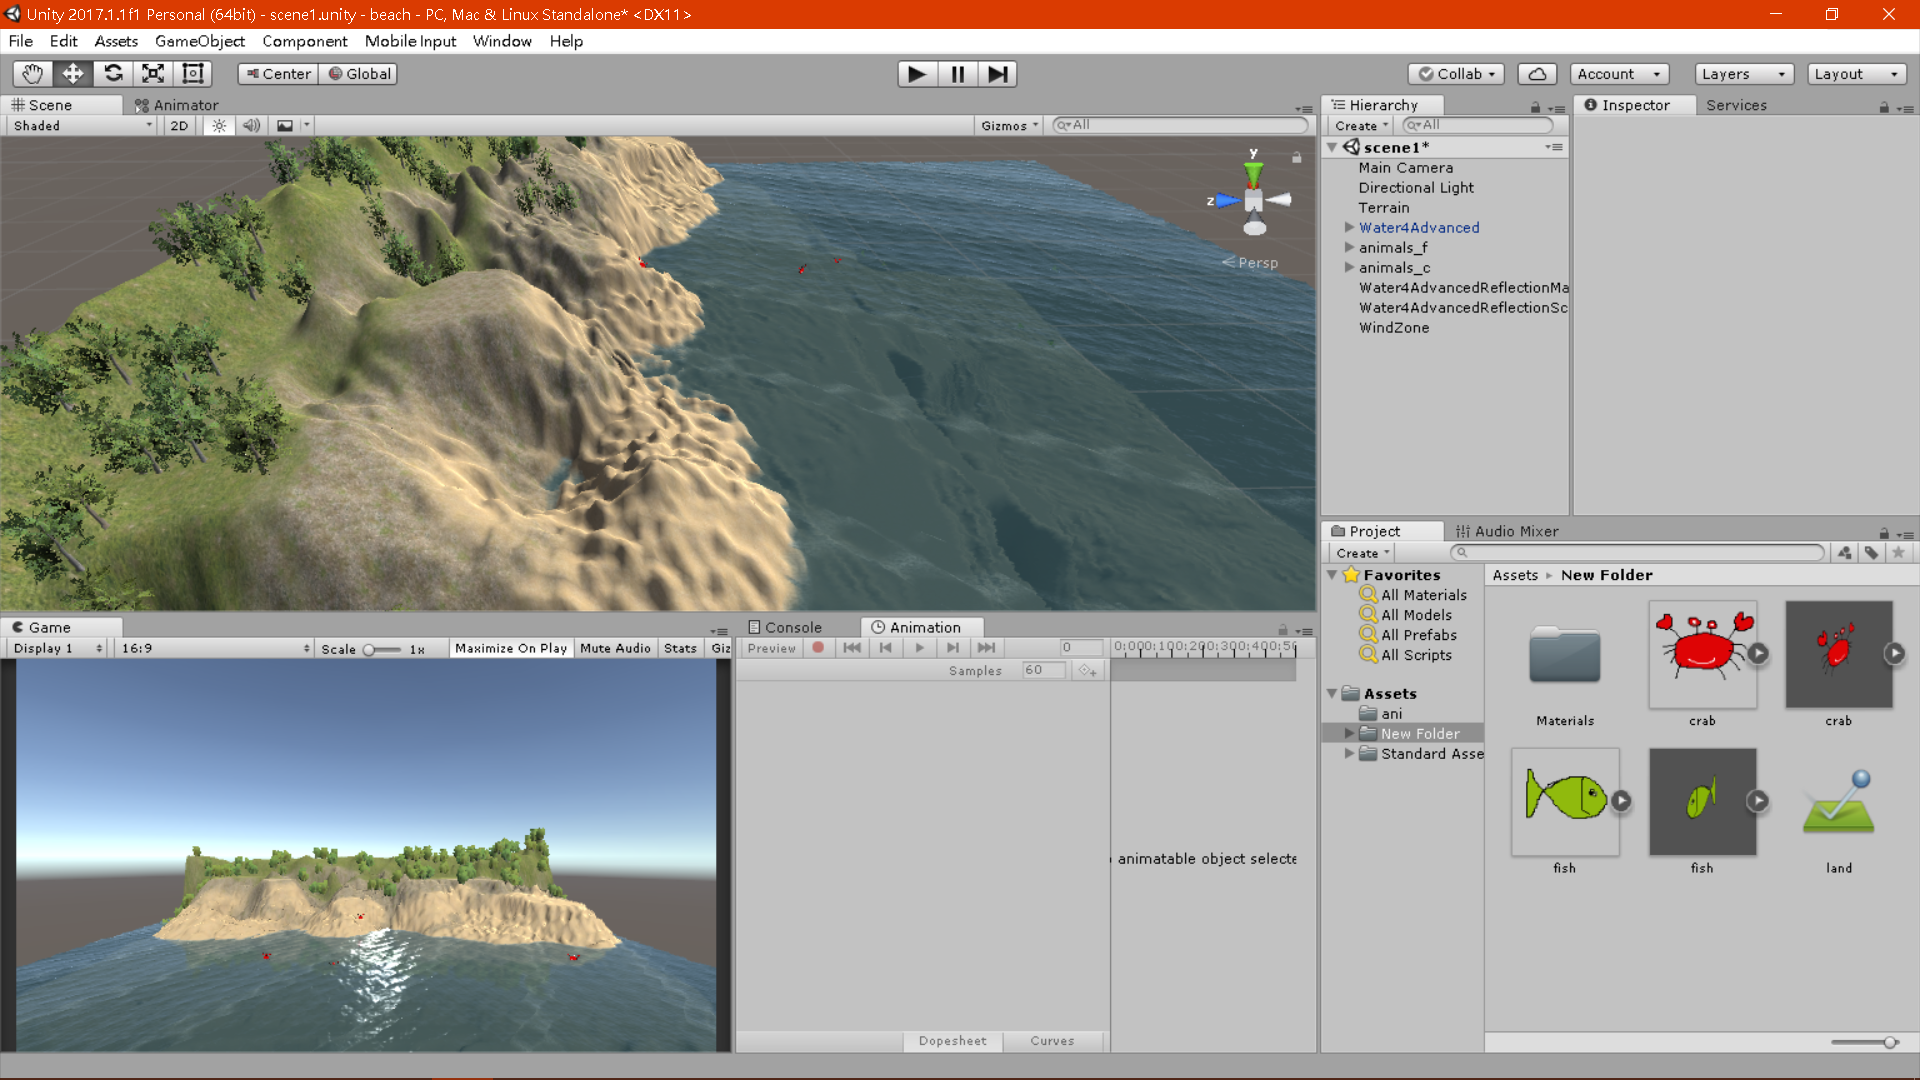 Unity 2017.1.1f1 Personal (64bit) - scene1.unity - beach - PC, Mac & Linux Standalone* <DX11>
File Edit Assets GameObject Component Mobile Input Window Help
Center Global Collab Account Layers Layout
Scene Animator
Shaded 2D Gizmos All
y
z
Persp
Hierarchy
Create All
scene1*
Main Camera
Directional Light
Terrain
Water4Advanced
animals_f
animals_c
Water4AdvancedReflectionMa
Water4AdvancedReflectionSc
WindZone
Inspector Services
Game
Display 1 16:9 Scale 1x Maximize On Play Mute Audio Stats Giz
Console Animation
Preview 0 0:00 0:10 0:20 0:30 0:40 0:50
Samples 60
animatable object selecte
Dopesheet Curves
Project Audio Mixer
Create
Favorites
All Materials
All Models
All Prefabs
All Scripts
Assets
ani
New Folder
Standard Asse
Assets New Folder
Materials crab crab
fish fish land